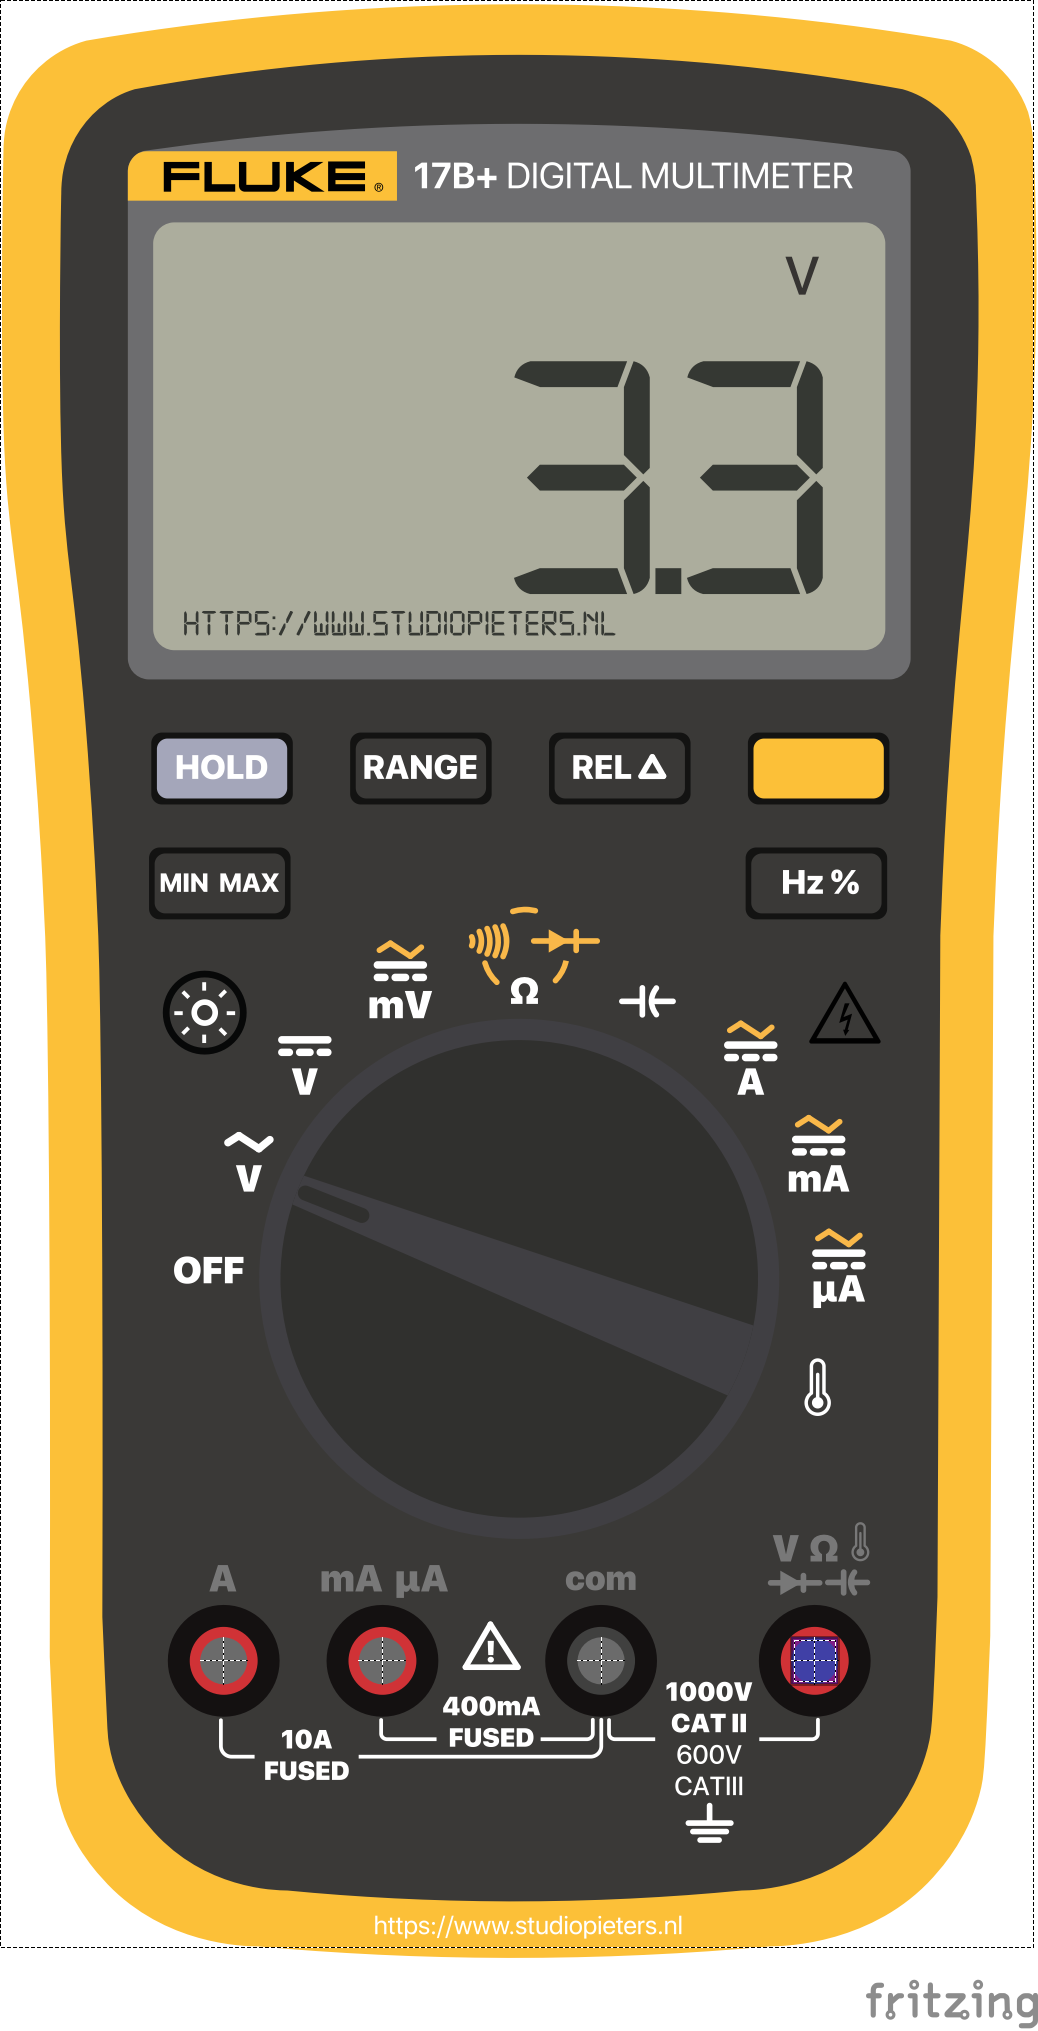 FLUKE® 17B+ DIGITAL MULTIMETER
V
3.3
HTTPS://WWW.STUDIOPIETERS.NL
HOLD RANGE REL Δ
MIN MAX Hz %
mV Ω
V A
V mA
OFF µA
V Ω
A mA µA com
400mA
FUSED
10A
FUSED
1000V
CAT II
600V
CATIII
https://www.studiopieters.nl
fritzing